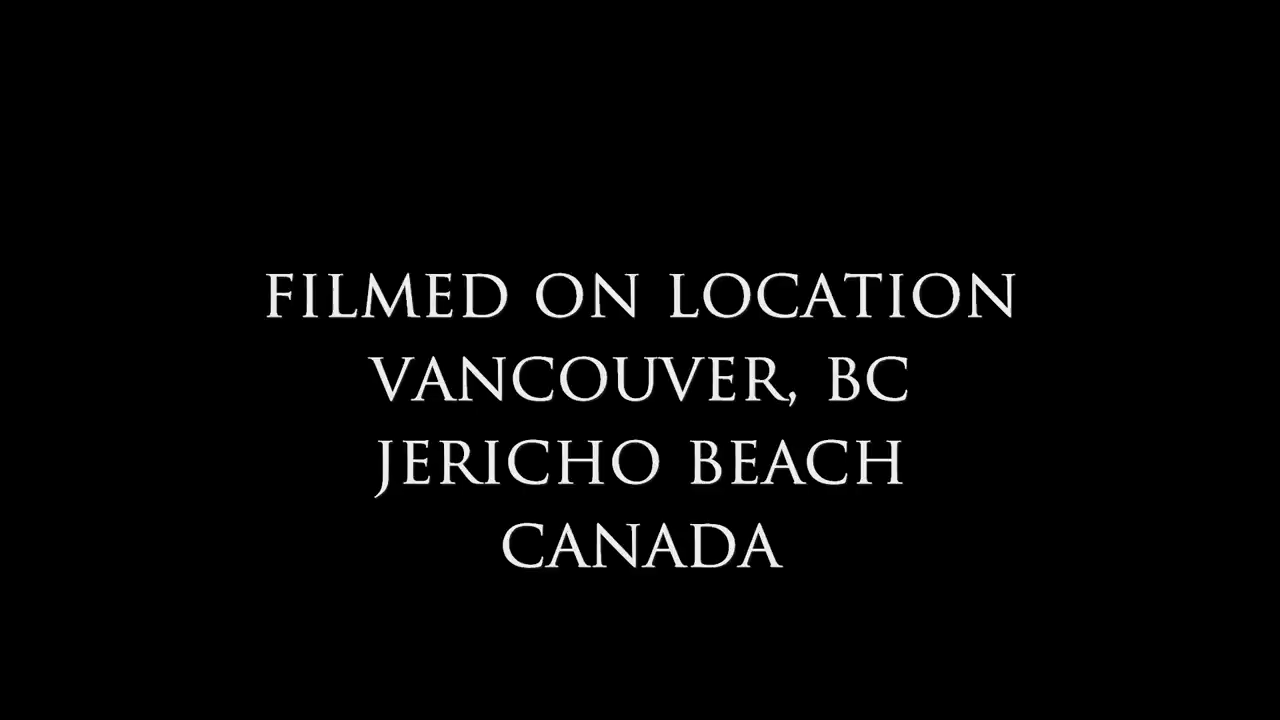 FILMED ON LOCATION
VANCOUVER, BC
JERICHO BEACH
CANADA